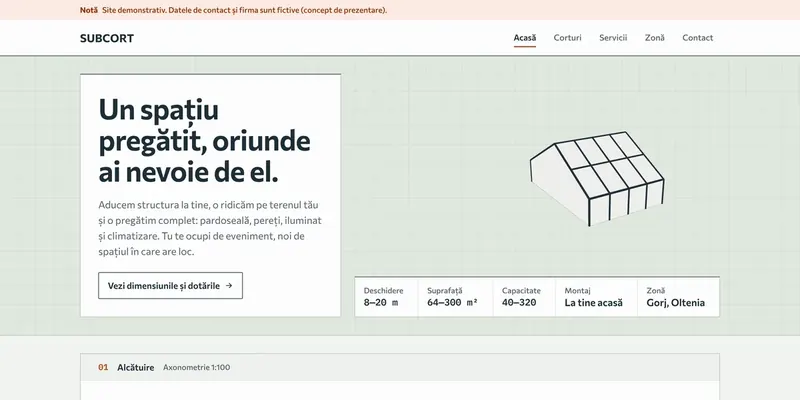 Notă Site demonstrativ. Datele de contact și firma sunt fictive (concept de prezentare).
SUBCORT
Acasă Corturi Servicii Zonă Contact
Un spațiu
pregătit, oriunde
ai nevoie de el.
Aducem structura la tine, o ridicăm pe terenul tău
și o pregătim complet: pardoseală, pereți, iluminat
și climatizare. Tu te ocupi de eveniment, noi de
spațiul în care are loc.
Vezi dimensiunile și dotările →
Deschidere Suprafață Capacitate Montaj Zonă
8–20 m 64–300 m² 40–320 La tine acasă Gorj, Oltenia
01 Alcătuire Axonometrie 1:100